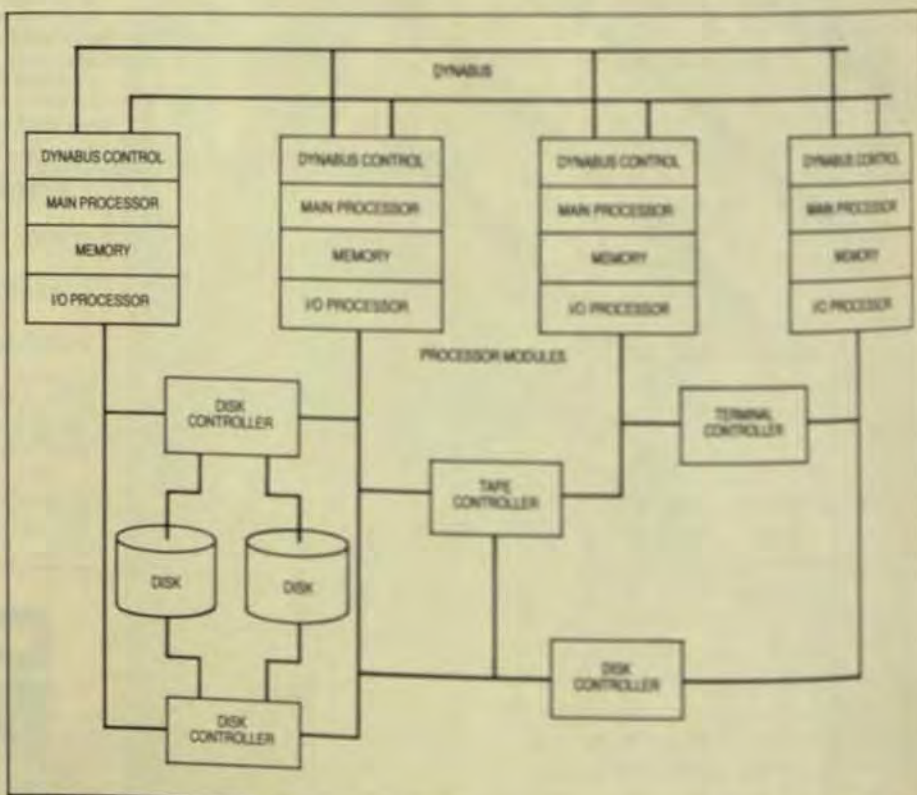 DYNABUS
DYNABUS CONTROL
MAIN PROCESSOR
MEMORY
I/O PROCESSOR
DYNABUS CONTROL
MAIN PROCESSOR
MEMORY
I/O PROCESSOR
DYNABUS CONTROL
MAIN PROCESSOR
MEMORY
I/O PROCESSOR
DYNABUS CONTROL
MAIN PROCESSOR
MEMORY
I/O PROCESSOR
PROCESSOR MODULES
DISK
CONTROLLER
TERMINAL
CONTROLLER
TAPE
CONTROLLER
DISK
DISK
DISK
CONTROLLER
DISK
CONTROLLER